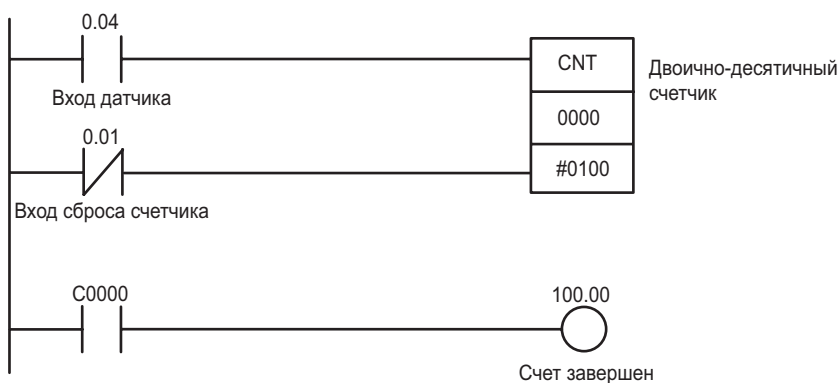 0.04
CNT
Двоично-десятичный
счетчик
Вход датчика
0000
0.01
#0100
Вход сброса счетчика
C0000
100.00
Счет завершен